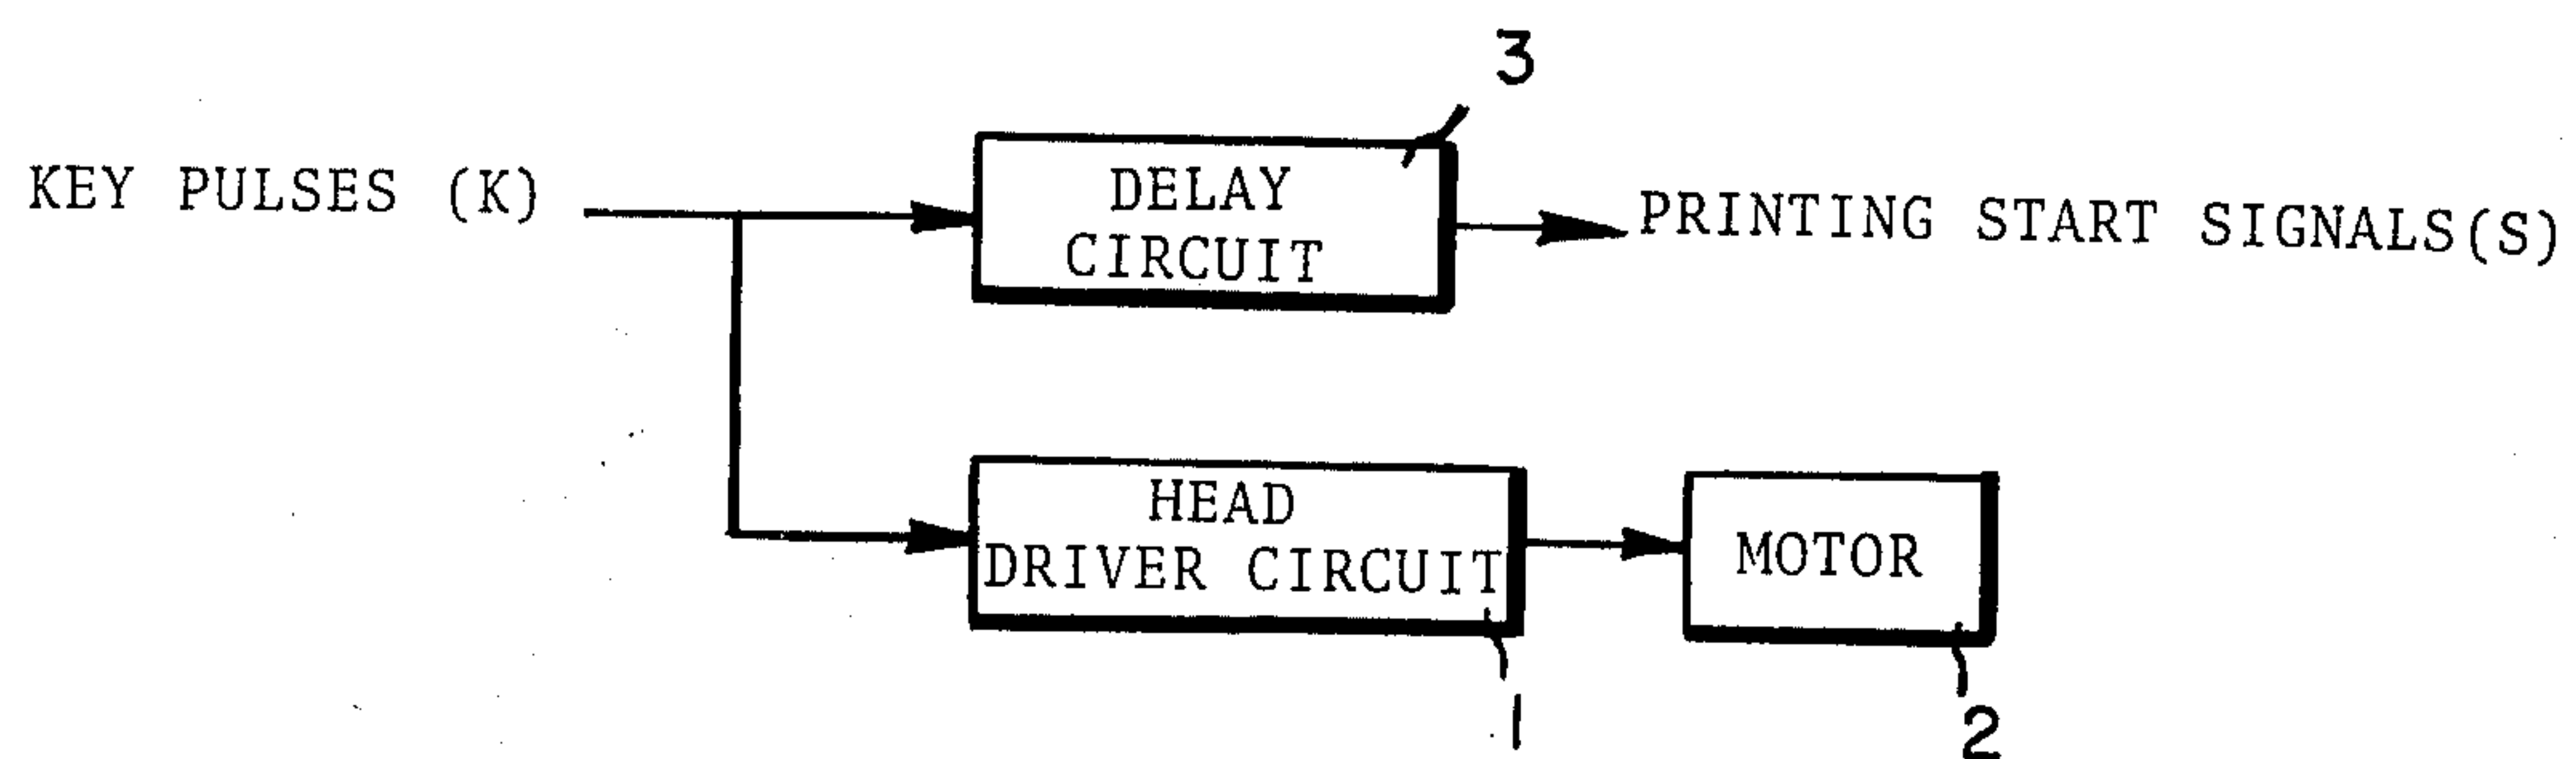 3
KEY PULSES (K)
DELAY
CIRCUIT
PRINTING START SIGNALS(S)
HEAD
DRIVER CIRCUIT
MOTOR
1
2